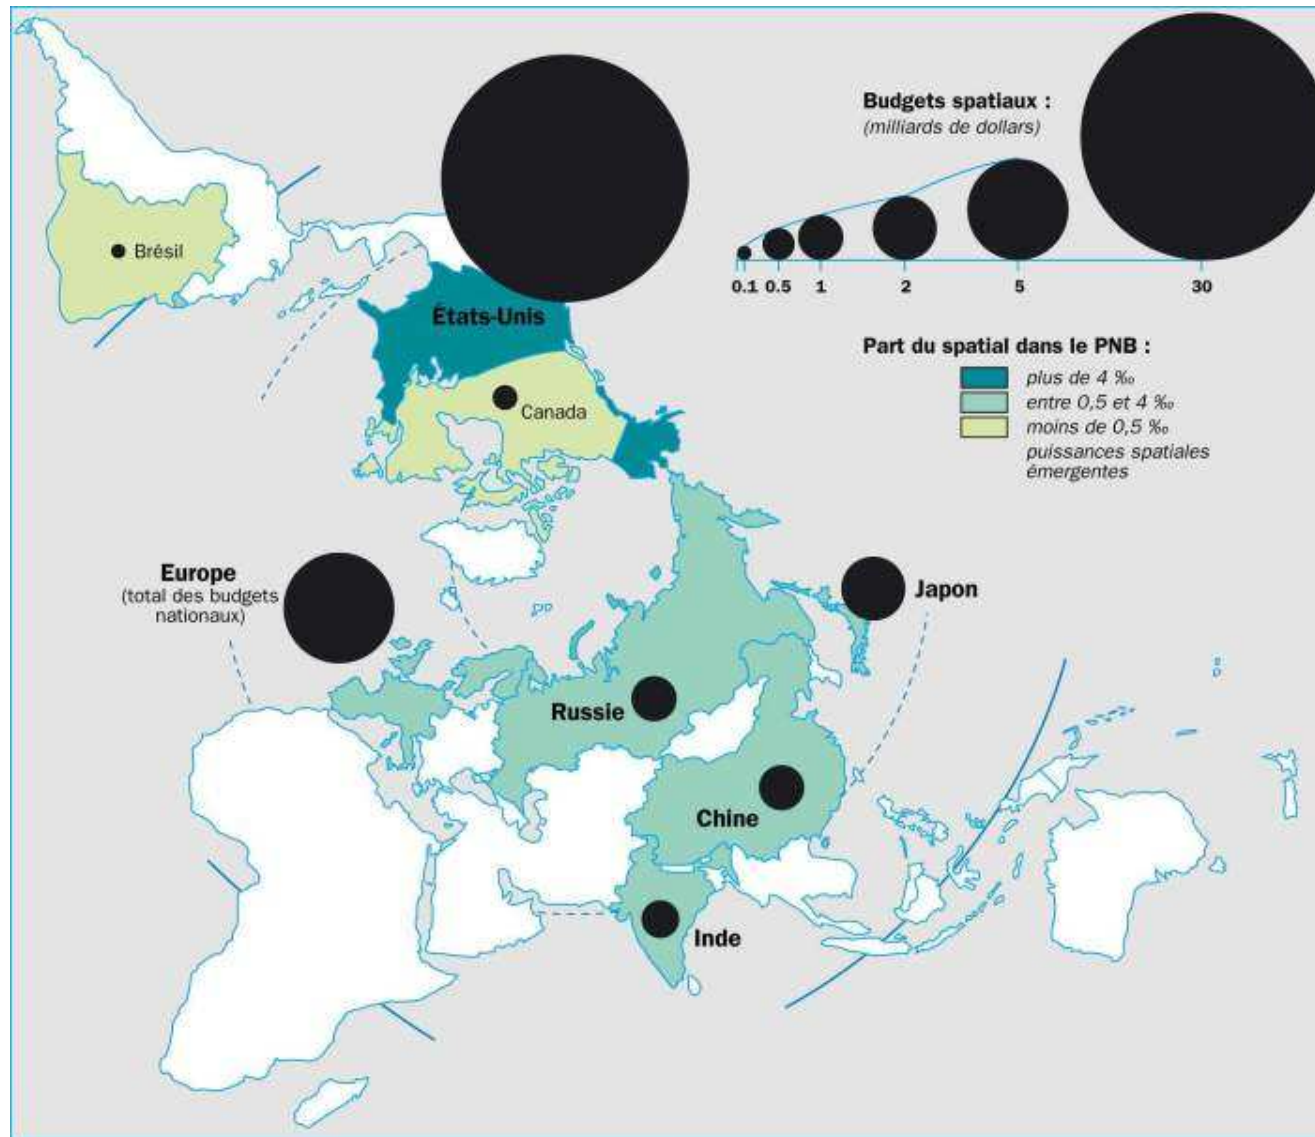 Budgets spatiaux :
(milliards de dollars)
0.1 0.5 1 2 5 30
Part du spatial dans le PNB :
plus de 4 ‰
entre 0,5 et 4 ‰
moins de 0,5 ‰
puissances spatiales
émergentes
Brésil
États-Unis
Canada
Europe
(total des budgets
nationaux)
Japon
Russie
Chine
Inde